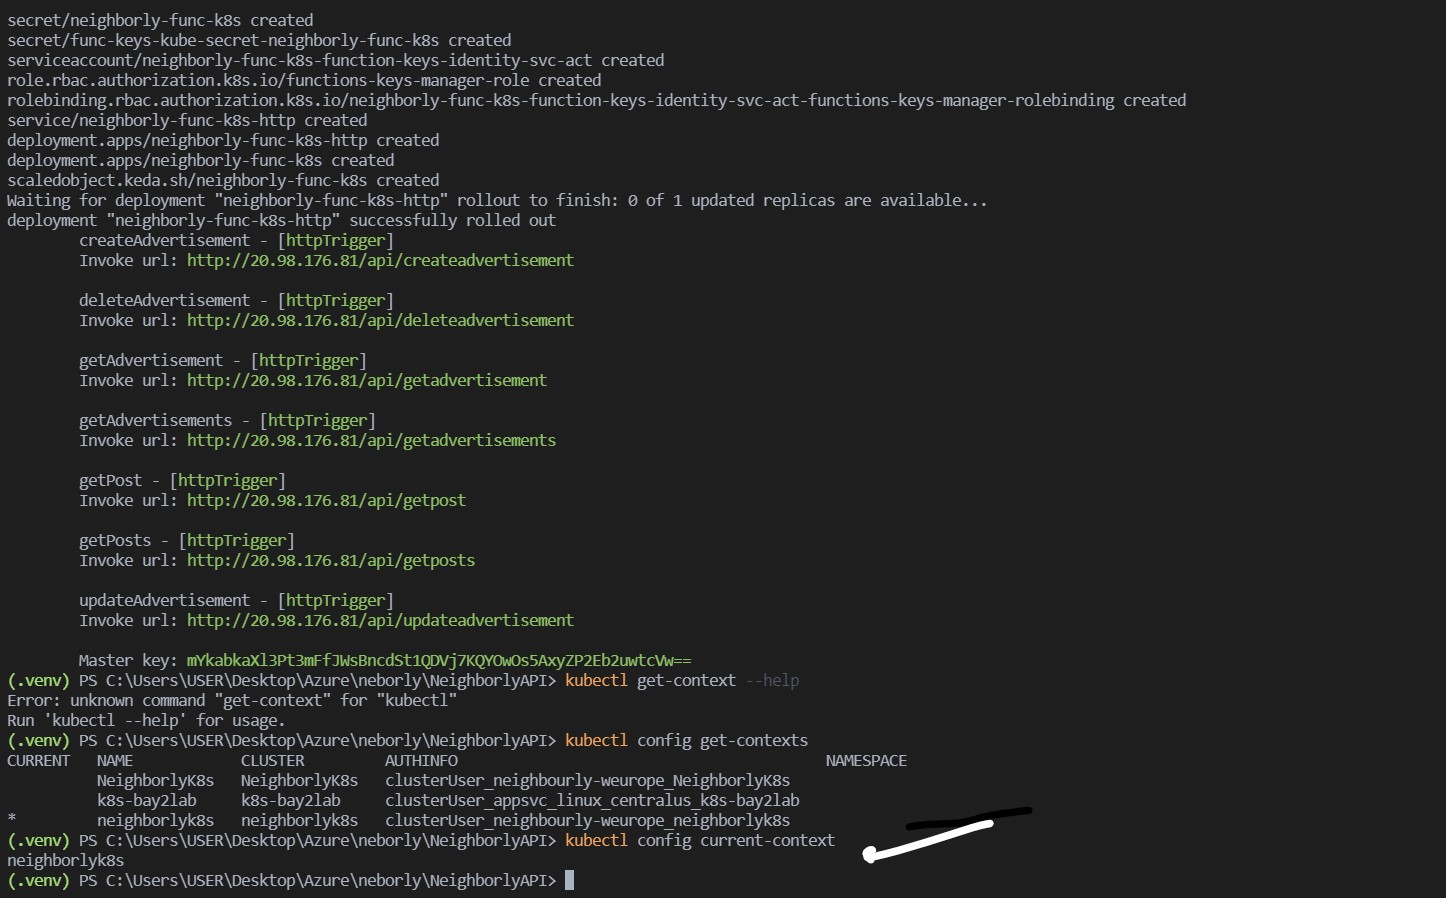 secret/neighborly-func-k8s created
secret/func-keys-kube-secret-neighborly-func-k8s created
serviceaccount/neighborly-func-k8s-function-keys-identity-svc-act created
role.rbac.authorization.k8s.io/functions-keys-manager-role created
rolebinding.rbac.authorization.k8s.io/neighborly-func-k8s-function-keys-identity-svc-act-functions-keys-manager-rolebinding created
service/neighborly-func-k8s-http created
deployment.apps/neighborly-func-k8s-http created
deployment.apps/neighborly-func-k8s created
scaledobject.keda.sh/neighborly-func-k8s created
Waiting for deployment "neighborly-func-k8s-http" rollout to finish: 0 of 1 updated replicas are available...
deployment "neighborly-func-k8s-http" successfully rolled out
createAdvertisement - [httpTrigger]
Invoke url: http://20.98.176.81/api/createadvertisement
deleteAdvertisement - [httpTrigger]
Invoke url: http://20.98.176.81/api/deleteadvertisement
getAdvertisement - [httpTrigger]
Invoke url: http://20.98.176.81/api/getadvertisement
getAdvertisements - [httpTrigger]
Invoke url: http://20.98.176.81/api/getadvertisements
getPost - [httpTrigger]
Invoke url: http://20.98.176.81/api/getpost
getPosts - [httpTrigger]
Invoke url: http://20.98.176.81/api/getposts
updateAdvertisement - [httpTrigger]
Invoke url: http://20.98.176.81/api/updateadvertisement
Master key: mYkabkaXl3Pt3mFfJWsBncdSt1QDVj7KQYOwOs5AxyZP2Eb2uwtcVw==
(.venv) PS C:\Users\USER\Desktop\Azure\neborly\NeighborlyAPI> kubectl get-context --help
Error: unknown command "get-context" for "kubectl"
Run 'kubectl --help' for usage.
(.venv) PS C:\Users\USER\Desktop\Azure\neborly\NeighborlyAPI> kubectl config get-contexts
CURRENT NAME CLUSTER AUTHINFO NAMESPACE
NeighborlyK8s NeighborlyK8s clusterUser_neighbourly-weurope_NeighborlyK8s
k8s-bay2lab k8s-bay2lab clusterUser_appsvc_linux_centralus_k8s-bay2lab
* neighborlyk8s neighborlyk8s clusterUser_neighbourly-weurope_neighborlyk8s
(.venv) PS C:\Users\USER\Desktop\Azure\neborly\NeighborlyAPI> kubectl config current-context
neighborlyk8s
(.venv) PS C:\Users\USER\Desktop\Azure\neborly\NeighborlyAPI>